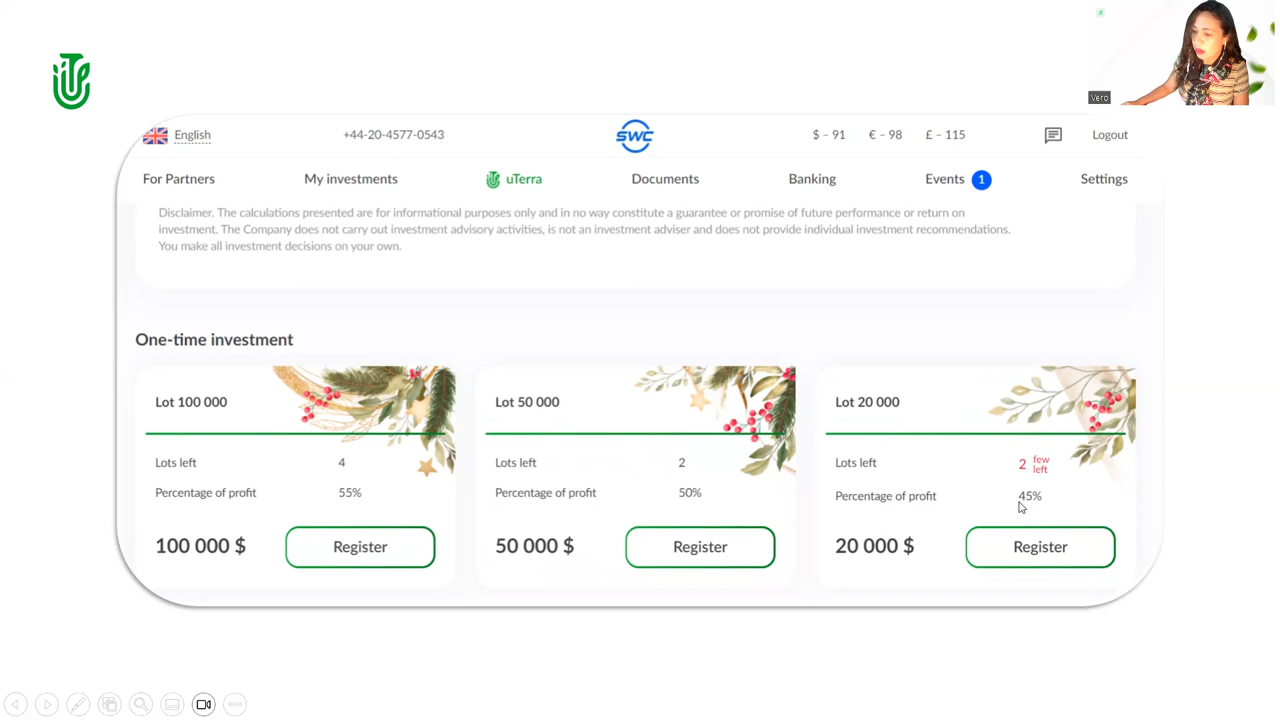 Vero
English
+44-20-4577-0543
SWC
$ – 91
€ – 98
£ – 115
Logout
For Partners
My investments
uTerra
Documents
Banking
Events 1
Settings
Disclaimer. The calculations presented are for informational purposes only and in no way constitute a guarantee or promise of future performance or return on
investment. The Company does not carry out investment advisory activities, is not an investment adviser and does not provide individual investment recommendations.
You make all investment decisions on your own.
One-time investment
Lot 100 000
Lots left 4
Percentage of profit 55%
100 000 $
Register
Lot 50 000
Lots left 2
Percentage of profit 50%
50 000 $
Register
Lot 20 000
Lots left 2 few
left
Percentage of profit 45%
20 000 $
Register